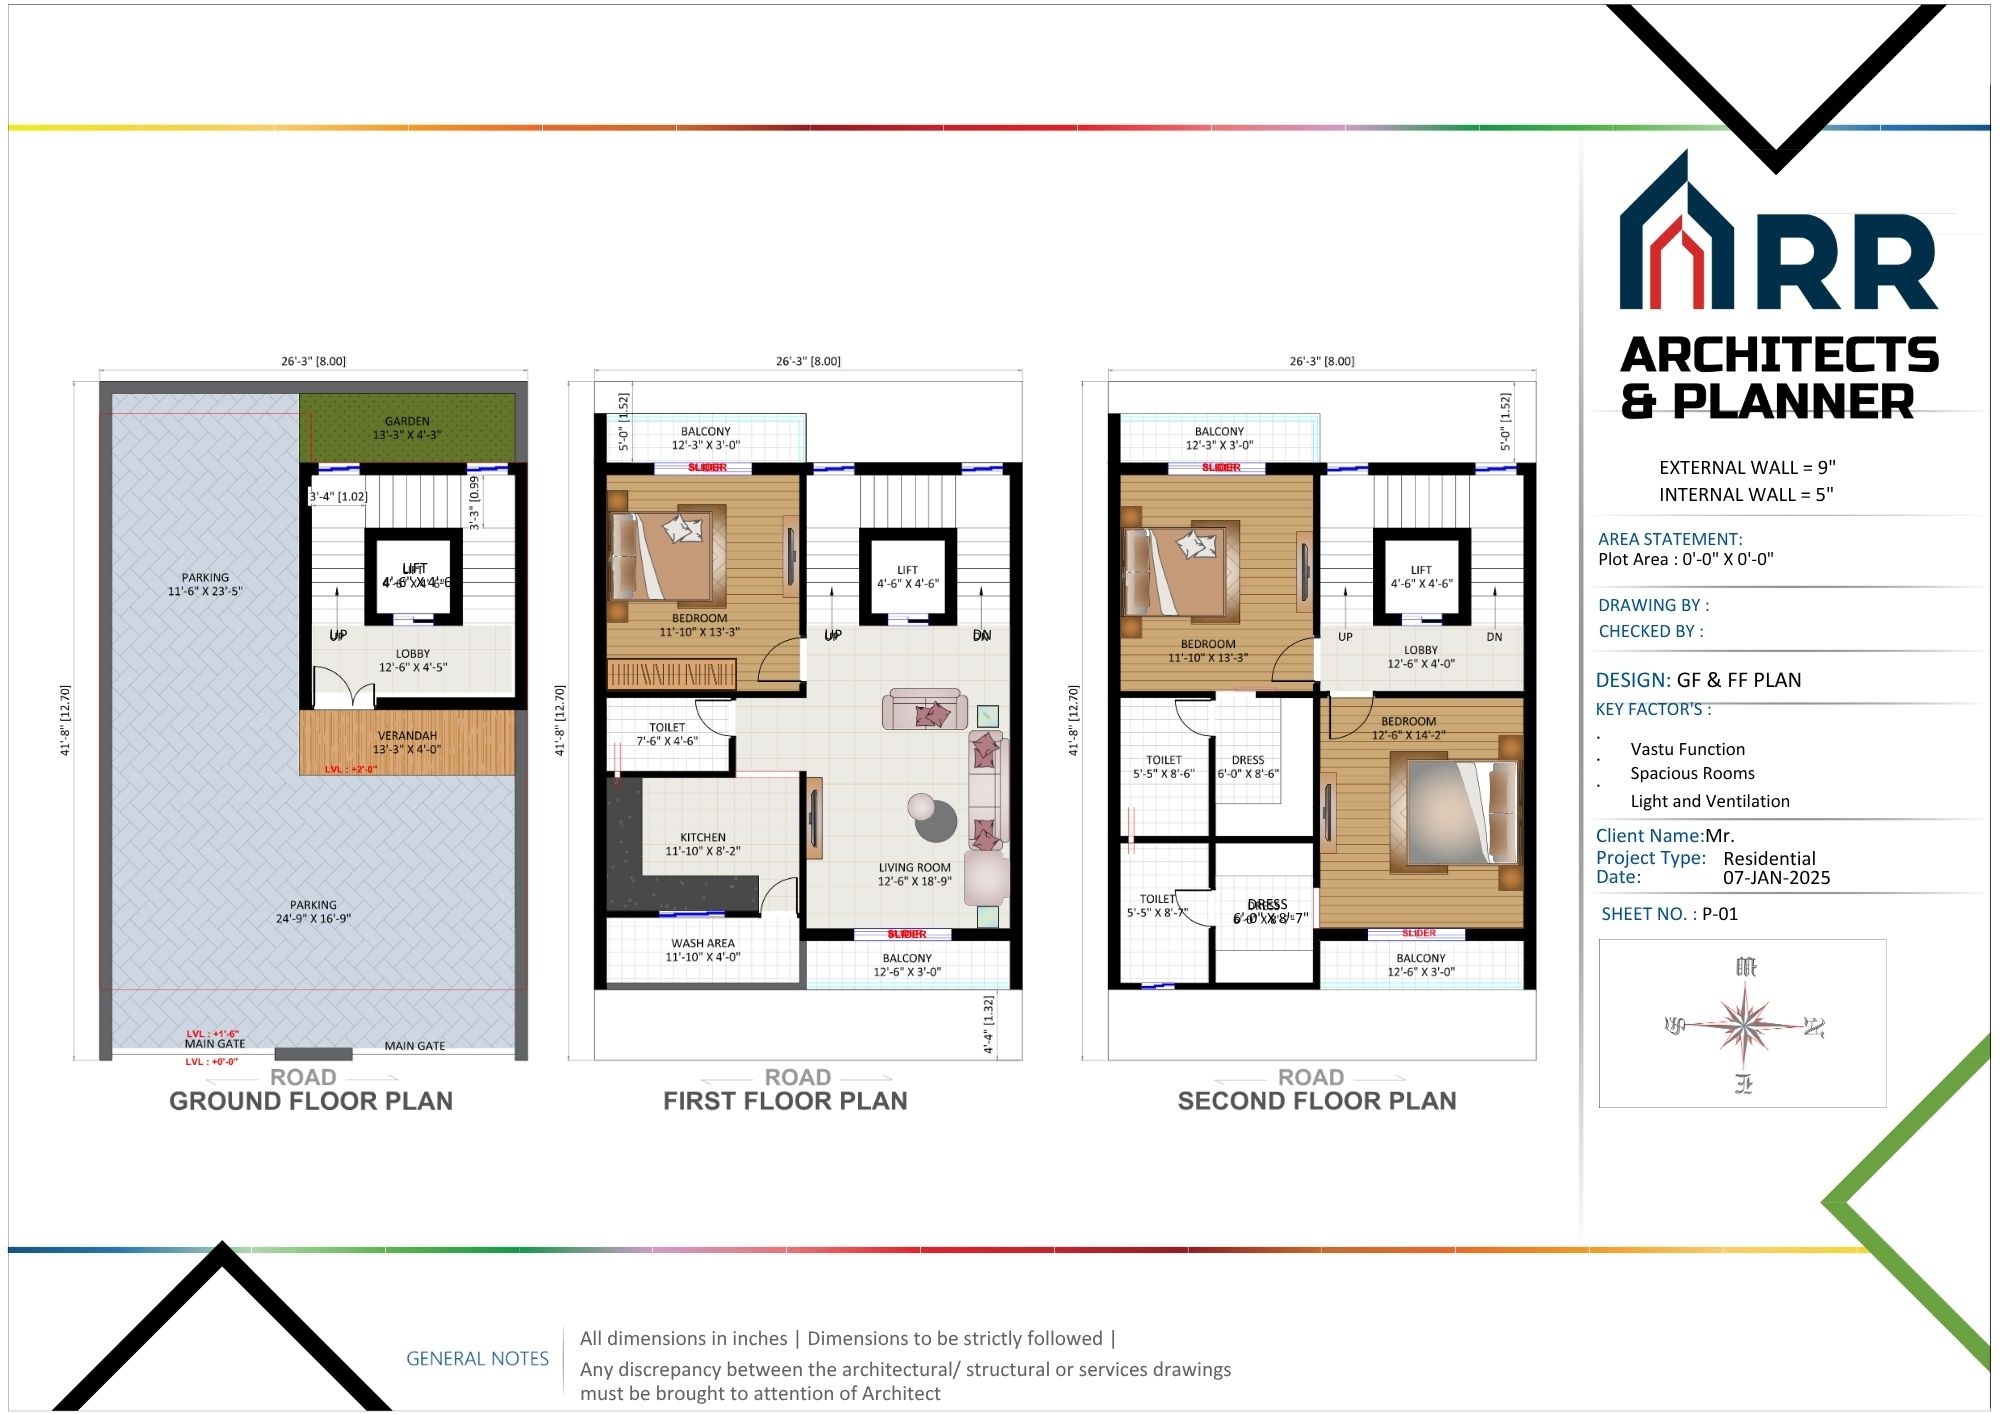 26'-3" [8.00]
41'-8" [12.70]
GARDEN
13'-3" X 4'-3"
3'-4" [1.02]
3'-3" [0.99]
PARKING
11'-6" X 23'-5"
LIFT
4'-6" X 4'-6"
UP
LOBBY
12'-6" X 4'-5"
VERANDAH
13'-3" X 4'-0"
LVL : +2'-0"
PARKING
24'-9" X 16'-9"
LVL : +1'-6"
MAIN GATE
MAIN GATE
LVL : +0'-0"
ROAD
GROUND FLOOR PLAN
26'-3" [8.00]
41'-8" [12.70]
5'-0" [1.52]
BALCONY
12'-3" X 3'-0"
SLIDER
LIFT
4'-6" X 4'-6"
BEDROOM
11'-10" X 13'-3"
UP
DN
TOILET
7'-6" X 4'-6"
KITCHEN
11'-10" X 8'-2"
LIVING ROOM
12'-6" X 18'-9"
SLIDER
WASH AREA
11'-10" X 4'-0"
BALCONY
12'-6" X 3'-0"
4'-4" [1.32]
ROAD
FIRST FLOOR PLAN
26'-3" [8.00]
41'-8" [12.70]
5'-0" [1.52]
BALCONY
12'-3" X 3'-0"
SLIDER
LIFT
4'-6" X 4'-6"
UP
DN
BEDROOM
11'-10" X 13'-3"
LOBBY
12'-6" X 4'-0"
BEDROOM
12'-6" X 14'-2"
TOILET
5'-5" X 8'-6"
DRESS
6'-0" X 8'-6"
TOILET
5'-5" X 8'-7"
DRESS
6'-0" X 8'-7"
SLIDER
BALCONY
12'-6" X 3'-0"
ROAD
SECOND FLOOR PLAN
RR
ARCHITECTS
& PLANNER
EXTERNAL WALL = 9"
INTERNAL WALL = 5"
AREA STATEMENT:
Plot Area : 0'-0" X 0'-0"
DRAWING BY :
CHECKED BY :
DESIGN: GF & FF PLAN
KEY FACTOR'S :
· Vastu Function
· Spacious Rooms
· Light and Ventilation
Client Name:Mr.
Project Type: Residential
Date: 07-JAN-2025
SHEET NO. : P-01
GENERAL NOTES
All dimensions in inches | Dimensions to be strictly followed |
Any discrepancy between the architectural/ structural or services drawings
must be brought to attention of Architect